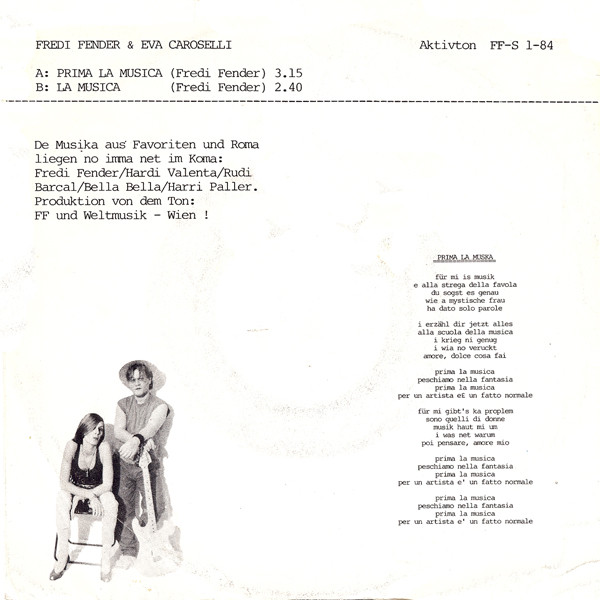 FREDI FENDER & EVA CAROSELLI
Aktivton FF-S 1-84
A: PRIMA LA MUSICA (Fredi Fender) 3.15
B: LA MUSICA (Fredi Fender) 2.40
De Musika aus Favoriten und Roma
liegen no imma net im Koma:
Fredi Fender/Hardi Valenta/Rudi
Barcal/Bella Bella/Harri Paller.
Produktion von dem Ton:
FF und Weltmusik - Wien !
PRIMA LA MUSKA
für mi is musik
e alla strega della favola
du sogst es genau
wie a mystische frau
ha dato solo parole
i erzähl dir jetzt alles
alla scuola della musica
i krieg ni genug
i wia no veruckt
amore, dolce cosa fai
prima la musica
peschiamo nella fantasia
prima la musica
per un artista e£ un fatto normale
für mi gibt's ka proplem
sono quelli di donne
musik haut mi um
i was net warum
poi pensare, amore mio
prima la musica
peschiamo nella fantasia
prima la musica
per un artista e' un fatto normale
prima la musica
peschiamo nella fantasia
prima la musica
per un artista e' un fatto normale